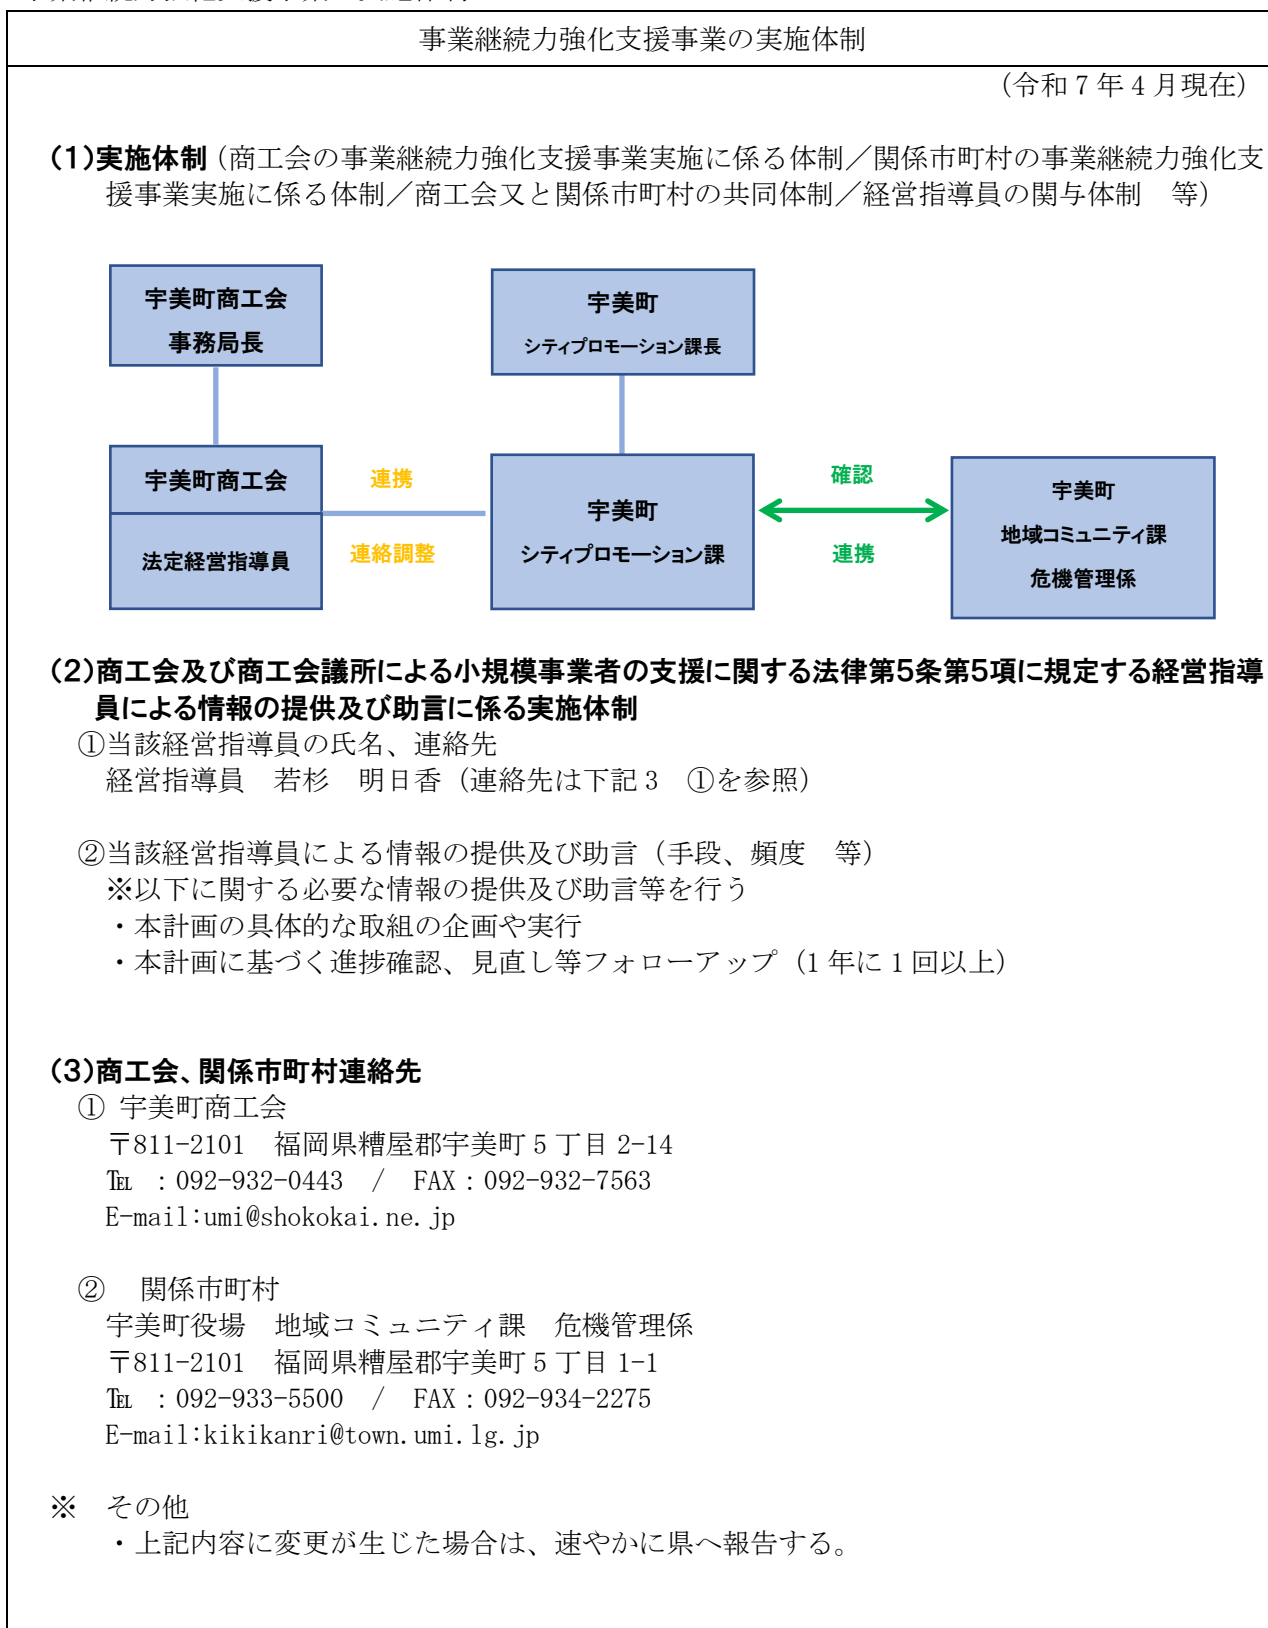 事業継続力強化支援事業の実施体制
（令和７年４月現在）
（1）実施体制（商工会の事業継続力強化支援事業実施に係る体制／関係市町村の事業継続力強化支
援事業実施に係る体制／商工会又と関係市町村の共同体制／経営指導員の関与体制　等）
宇美町商工会
事務局長
宇美町
シティプロモーション課長
宇美町商工会
法定経営指導員
連携
連絡調整
宇美町
シティプロモーション課
確認
連携
宇美町
地域コミュニティ課
危機管理係
（2）商工会及び商工会議所による小規模事業者の支援に関する法律第5条第5項に規定する経営指導
員による情報の提供及び助言に係る実施体制
①当該経営指導員の氏名、連絡先
経営指導員　若杉　明日香（連絡先は下記３　①を参照）
②当該経営指導員による情報の提供及び助言（手段、頻度　等）
※以下に関する必要な情報の提供及び助言等を行う
・本計画の具体的な取組の企画や実行
・本計画に基づく進捗確認、見直し等フォローアップ（1年に１回以上）
（3）商工会、関係市町村連絡先
① 宇美町商工会
〒811-2101　福岡県糟屋郡宇美町５丁目2-14
℡　：092-932-0443　/　FAX：092-932-7563
E-mail:umi@shokokai.ne.jp
②　関係市町村
宇美町役場　地域コミュニティ課　危機管理係
〒811-2101　福岡県糟屋郡宇美町５丁目1-1
℡　：092-933-5500　/　FAX：092-934-2275
E-mail:kikikanri@town.umi.lg.jp
※　その他
・上記内容に変更が生じた場合は、速やかに県へ報告する。